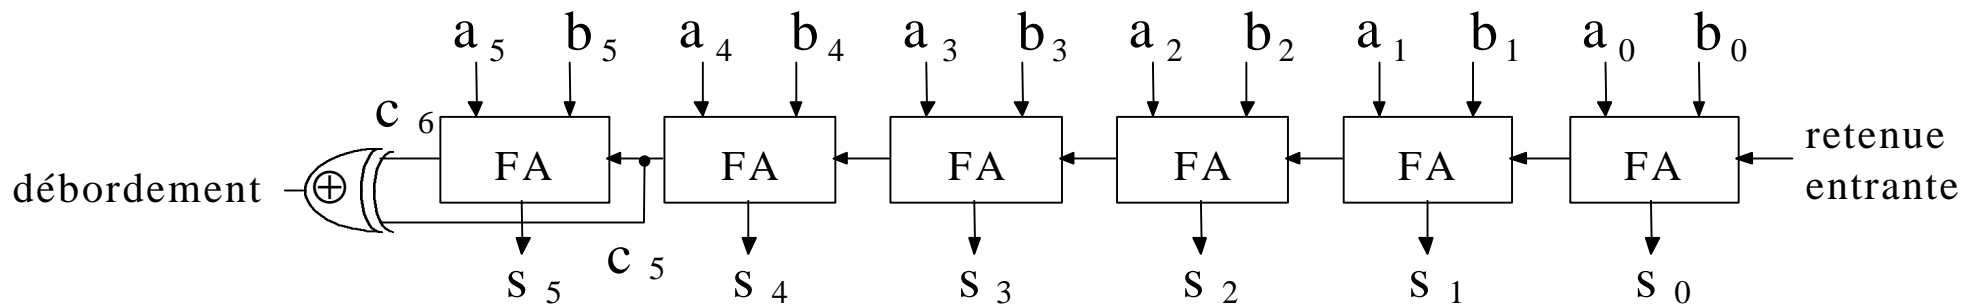 a 5 b 5 a 4 b 4 a 3 b 3 a 2 b 2 a 1 b 1 a 0 b 0
c 6
FA FA FA FA FA FA
retenue
entrante
débordement
⊕
c 5
s 5 s 4 s 3 s 2 s 1 s 0